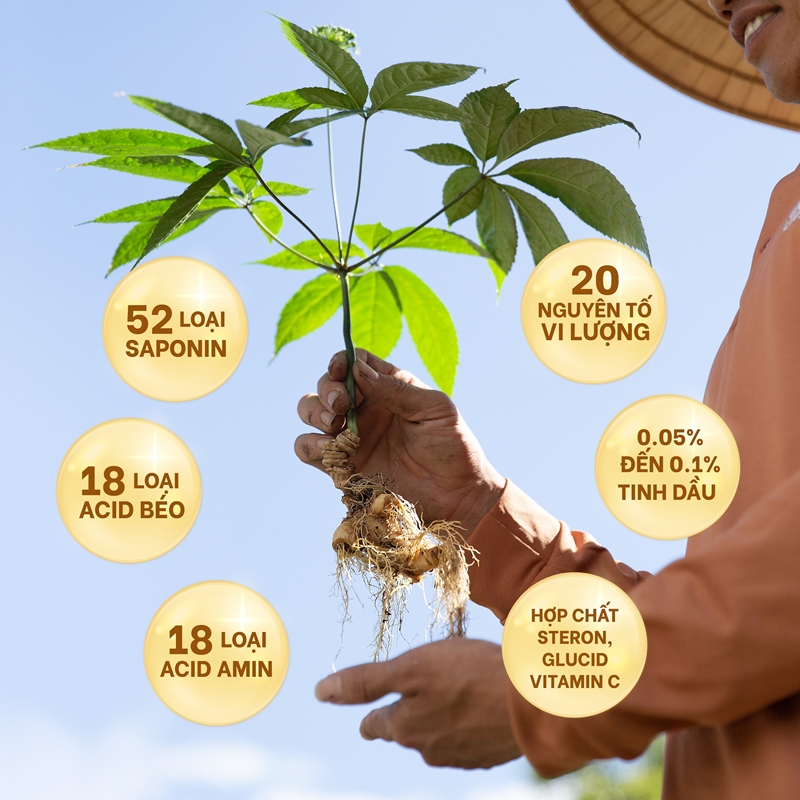 52 LOẠI
SAPONIN
20
NGUYÊN TỐ
VI LƯỢNG
18 LOẠI
ACID BÉO
0.05%
ĐẾN 0.1%
TINH DẦU
18 LOẠI
ACID AMIN
HỢP CHẤT
STERON,
GLUCID
VITAMIN C